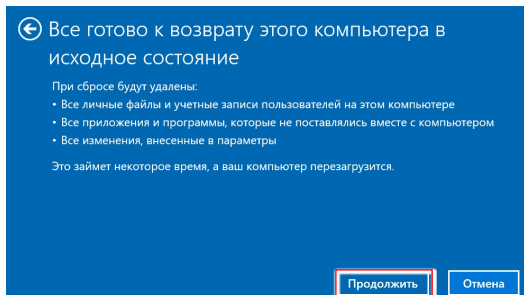 Все готово к возврату этого компьютера в
исходное состояние
При сбросе будут удалены:
• Все личные файлы и учетные записи пользователей на этом компьютере
• Все приложения и программы, которые не поставлялись вместе с компьютером
• Все изменения, внесенные в параметры
Это займет некоторое время, а ваш компьютер перезагрузится.
Продолжить
Отмена